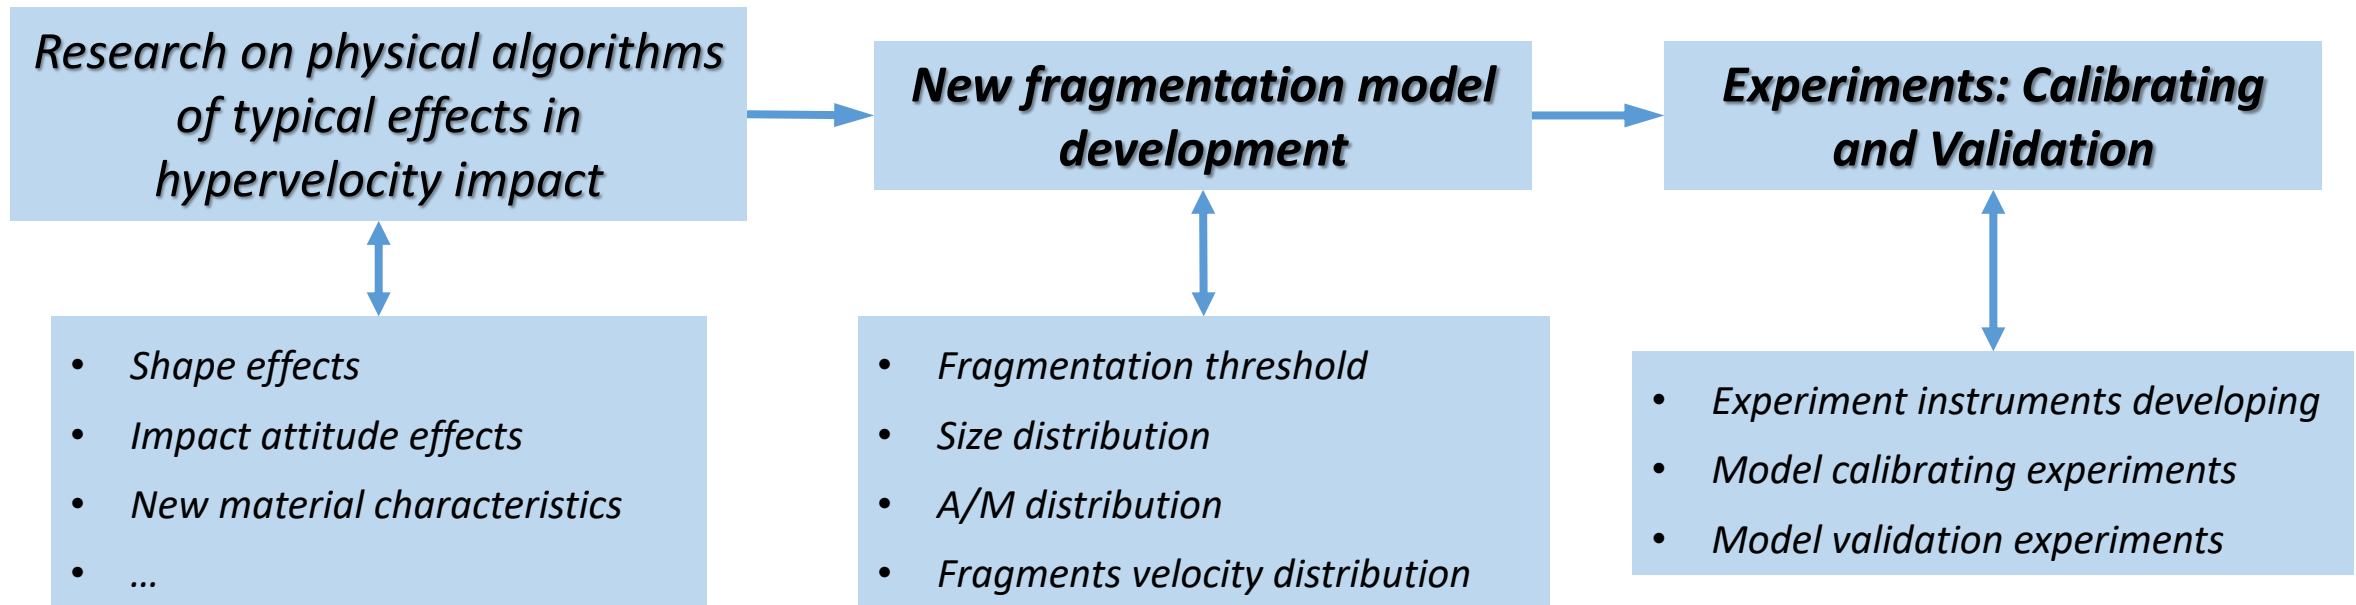 Research on physical algorithms
of typical effects in
hypervelocity impact
New fragmentation model
development
Experiments: Calibrating
and Validation
• Shape effects
• Impact attitude effects
• New material characteristics
• …
• Fragmentation threshold
• Size distribution
• A/M distribution
• Fragments velocity distribution
• Experiment instruments developing
• Model calibrating experiments
• Model validation experiments